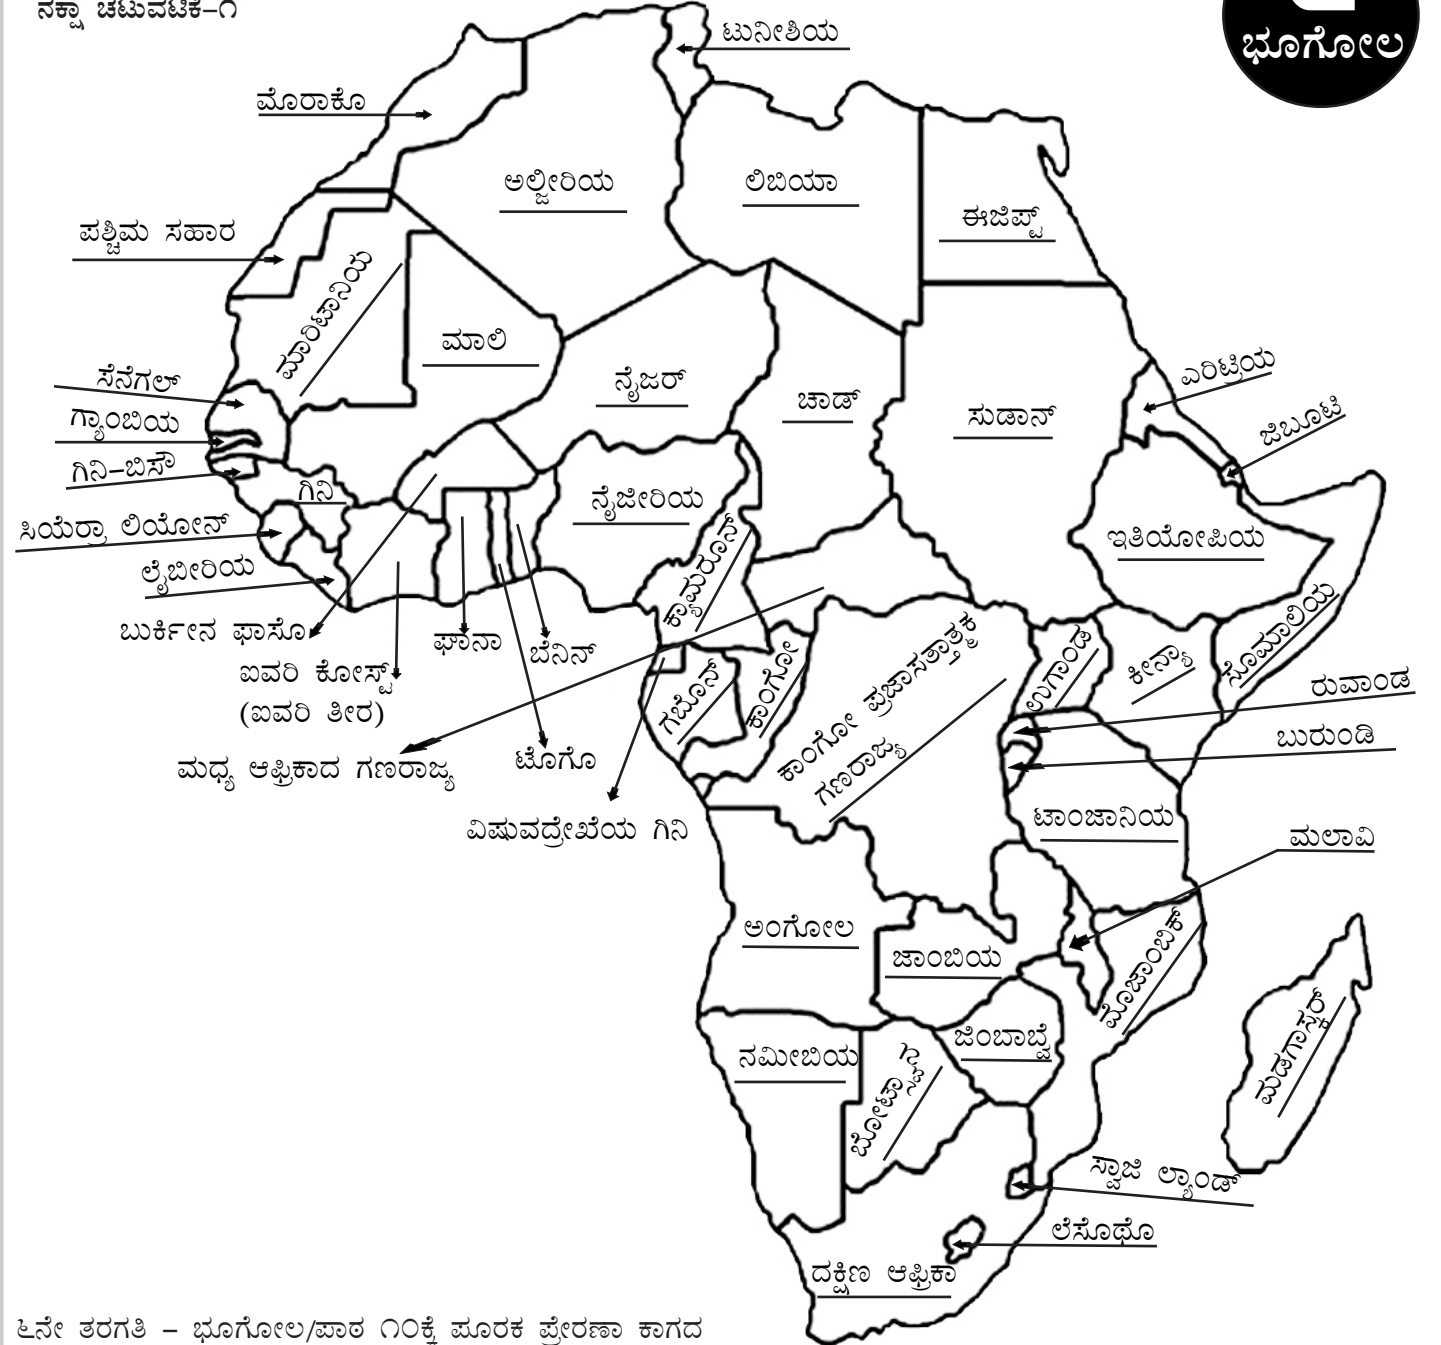 ನಕ್ಷಾ ಚಟುವಟಿಕೆ–೧
ಭೂಗೋಲ
ಟುನೀಶಿಯ
ಮೊರಾಕೊ
ಅಲ್ಜೀರಿಯ
ಲಿಬಿಯಾ
ಈಜಿಪ್ಟ್
ಪಶ್ಚಿಮ ಸಹಾರ
ಮಾರಿಟಾನಿಯ
ಮಾಲಿ
ನೈಜರ್
ಚಾಡ್
ಸುಡಾನ್
ಎರಿಟ್ರಿಯ
ಜಿಬೂಟಿ
ಸೆನೆಗಲ್
ಗ್ಯಾಂಬಿಯ
ಗಿನಿ–ಬಿಸೌ
ಗಿನಿ
ನೈಜೀರಿಯ
ಸಿಯೆರ‍್ರಾ ಲಿಯೋನ್
ಲೈಬೀರಿಯ
ಕ್ಯಾಮರೂನ್
ಇತಿಯೋಪಿಯ
ಸೊಮಾಲಿಯ
ಬುರ್ಕೀನ ಫಾಸೊ
ಘಾನಾ
ಬೆನಿನ್
ಐವರಿ ಕೋಸ್ಟ್
(ಐವರಿ ತೀರ)
ಗಬೊನ್
ಕಾಂಗೋ
ಕಾಂಗೋ ಪ್ರಜಾಸತ್ತಾತ್ಮಕ
ಗಣರಾಜ್ಯ
ಉಗಾಂಡ
ಕೀನ್ಯಾ
ರುವಾಂಡ
ಬುರುಂಡಿ
ಮಧ್ಯ ಆಫ್ರಿಕಾದ ಗಣರಾಜ್ಯ
ಟೊಗೊ
ವಿಷುವದ್ರೇಖೆಯ ಗಿನಿ
ಟಾಂಜಾನಿಯ
ಮಲಾವಿ
ಅಂಗೋಲ
ಜಾಂಬಿಯ
ಮೊಜಾಂಬಿಕ್
ಮಡಗಾಸ್ಕರ್
ನಮೀಬಿಯ
ಬೋಟ್ಸಾವ್ನ
ಜಿಂಬಾಬ್ವೆ
ಸ್ವಾಜಿ ಲ್ಯಾಂಡ್
ಲೆಸೊಥೊ
ದಕ್ಷಿಣ ಆಫ್ರಿಕಾ
೬ನೇ ತರಗತಿ – ಭೂಗೋಲ/ಪಾಠ ೧೦ಕ್ಕೆ ಪೂರಕ ಪ್ರೇರಣಾ ಕಾಗದ